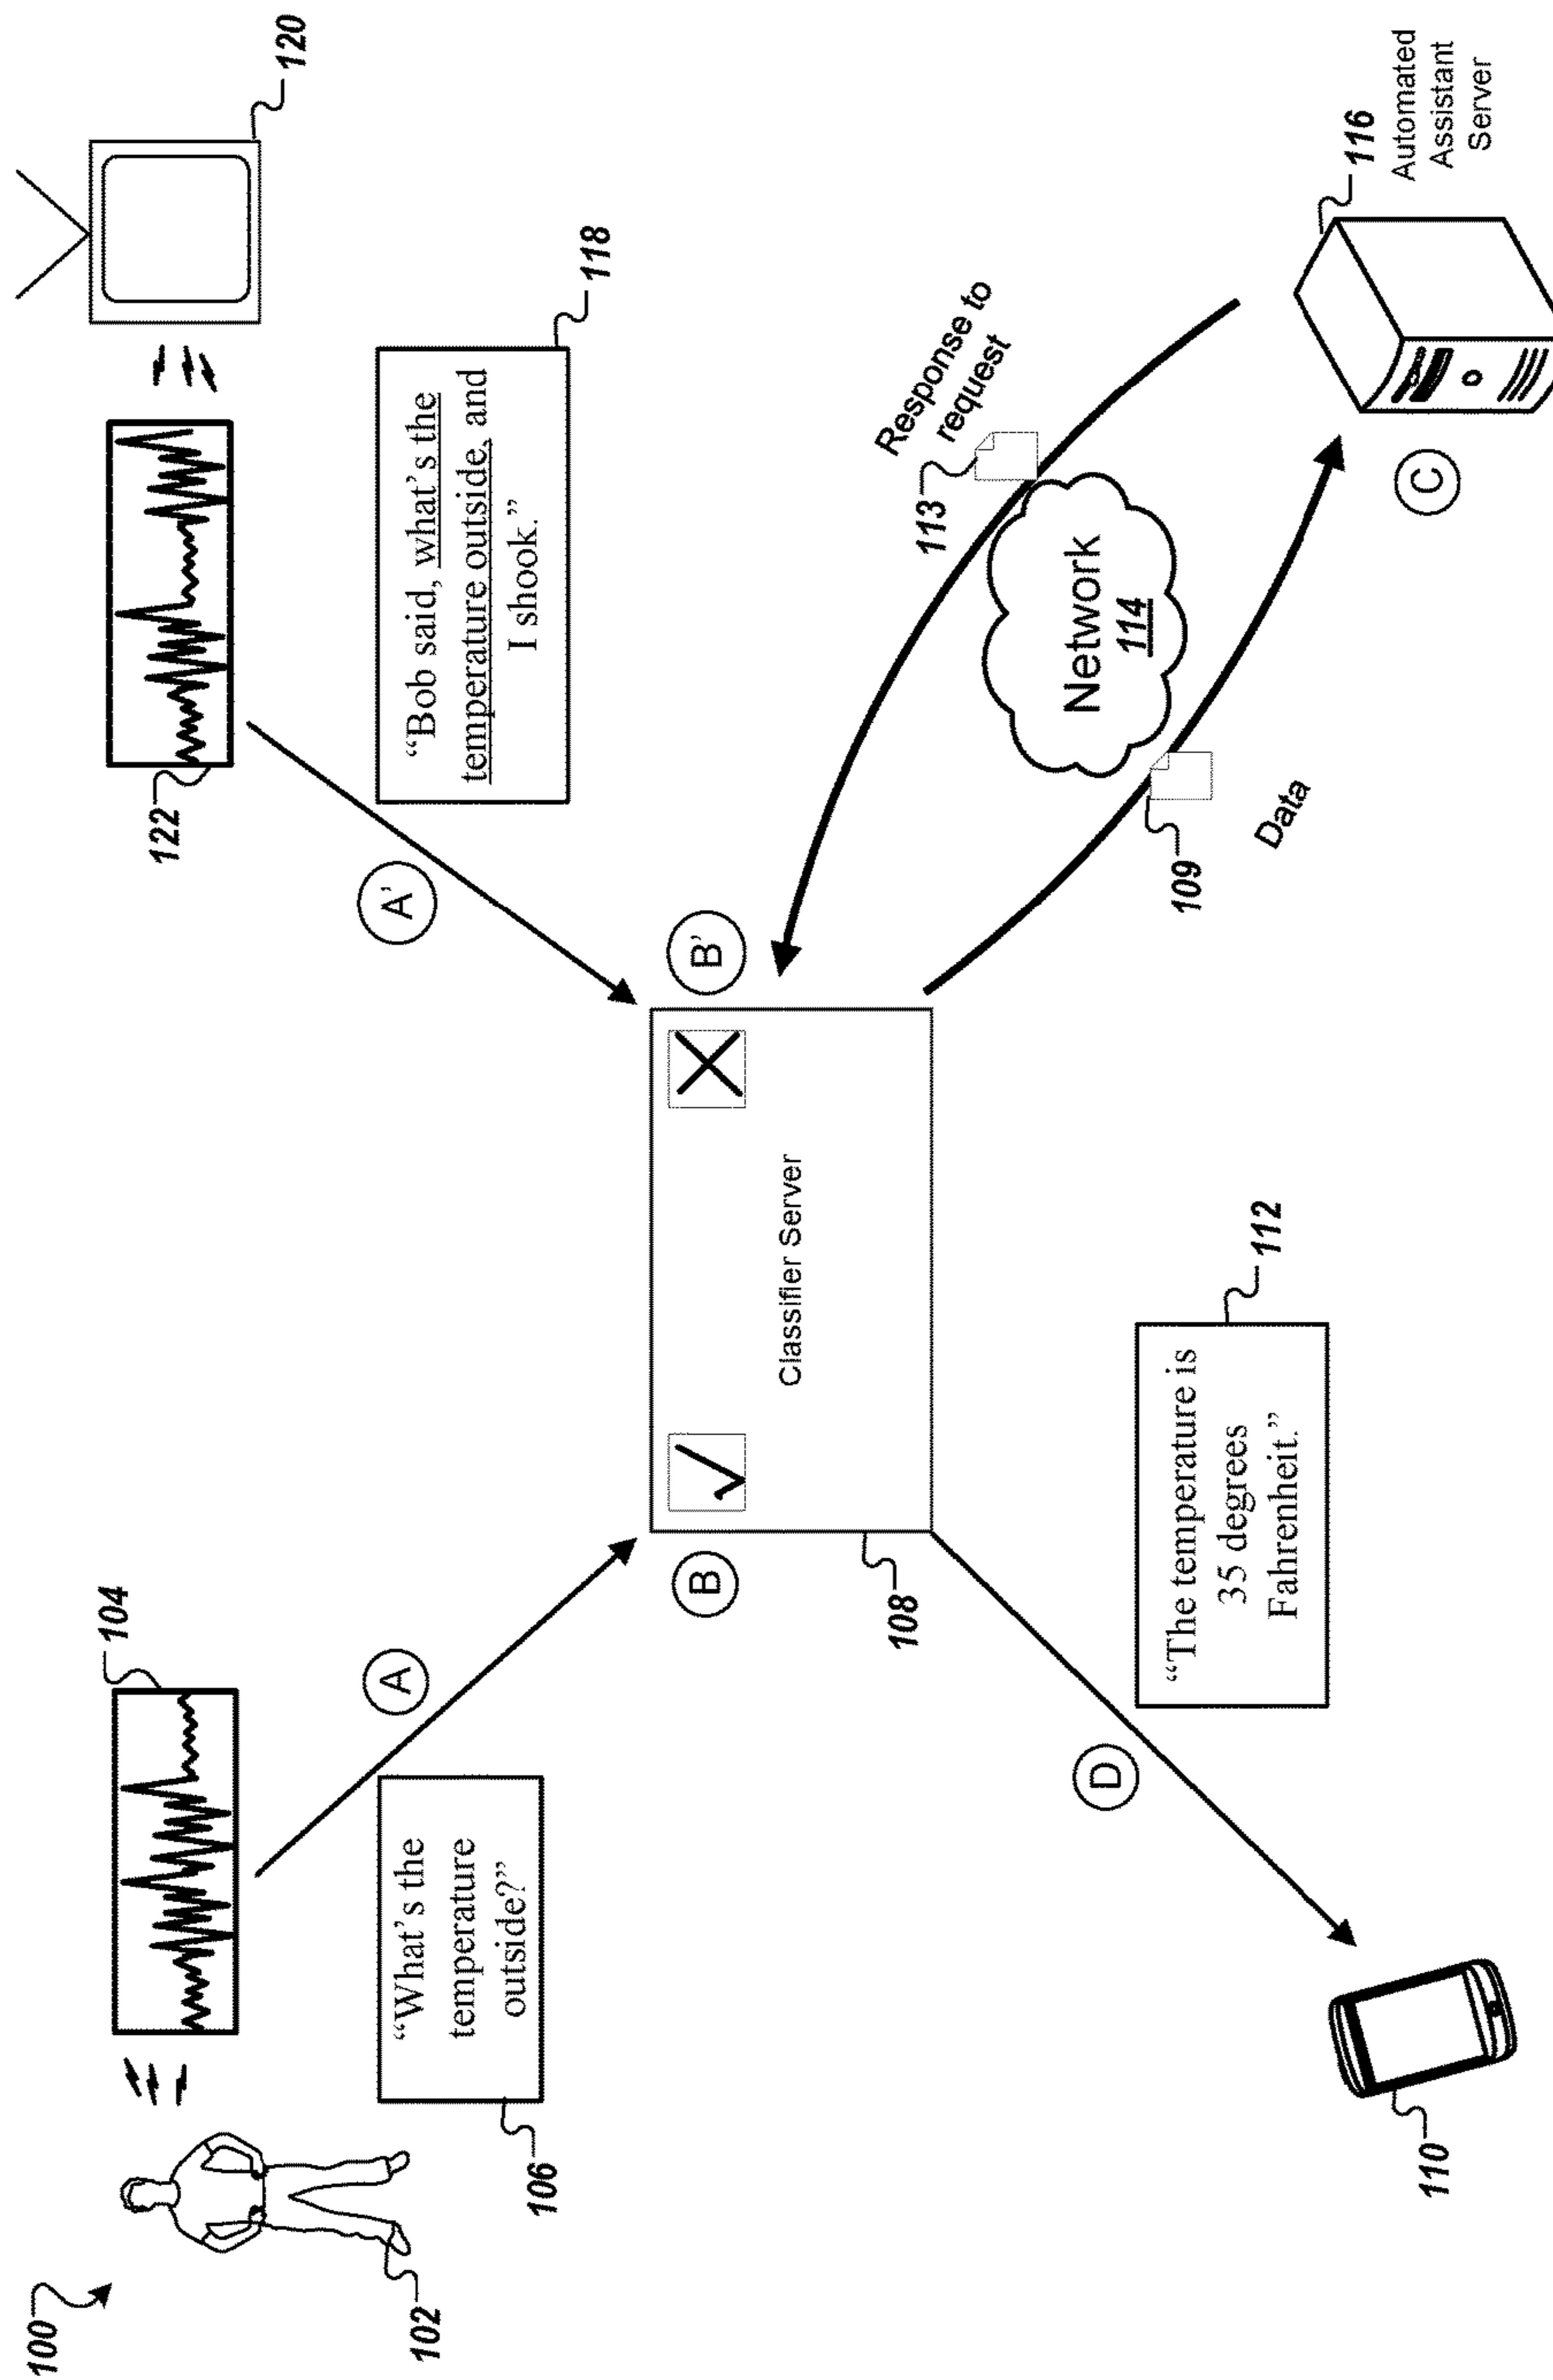 100
102
104
120
122
"What's the
temperature
outside?"
106
A
A'
"Bob said, what's the
temperature outside, and
I shook."
118
B
B'
Classifier Server
108
Response to
request
113
Network
114
109
Data
D
"The temperature is
35 degrees
Fahrenheit."
112
110
C
116
Automated
Assistant
Server